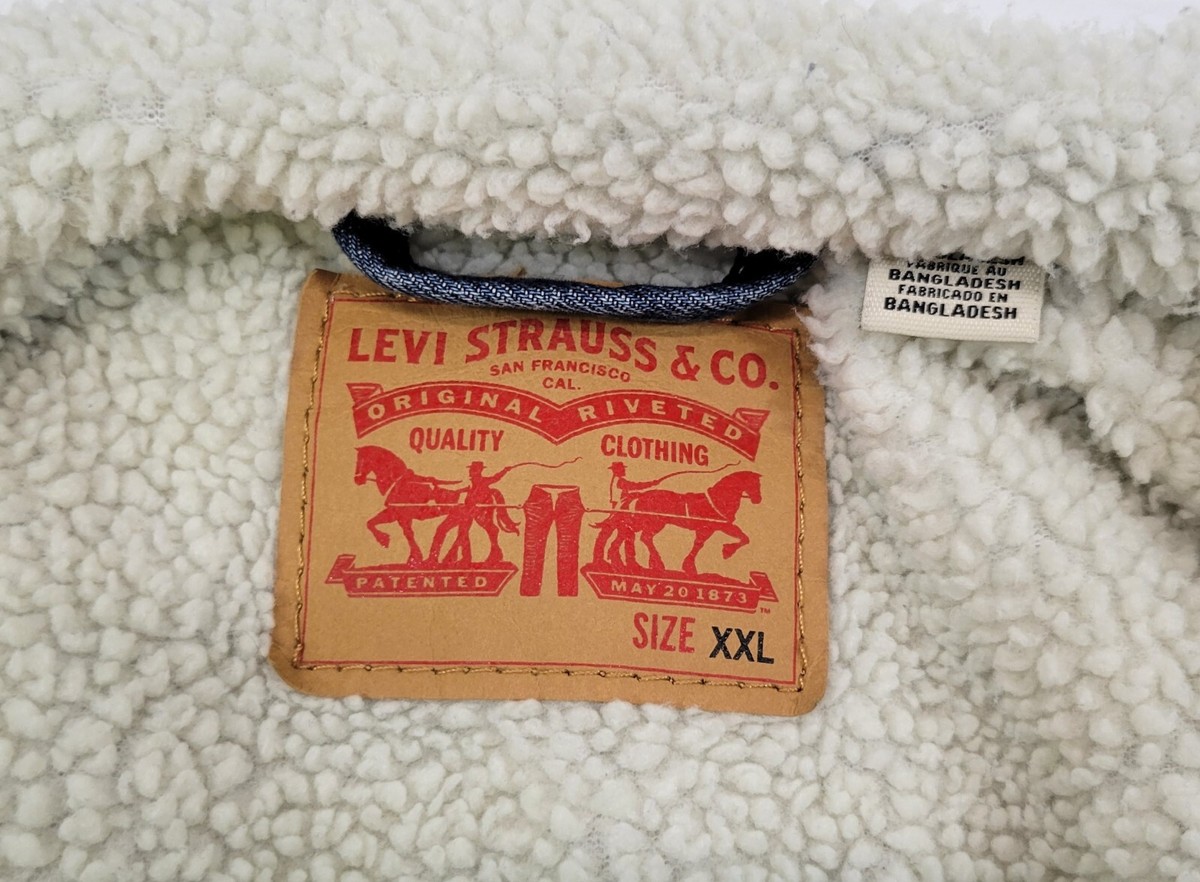 LEVI STRAUSS & CO.
SAN FRANCISCO
CAL.
ORIGINAL RIVETED
QUALITY CLOTHING
PATENTED MAY 20 1873
™
SIZE XXL
FABRIQUE AU
BANGLADESH
FABRICADO EN
BANGLADESH